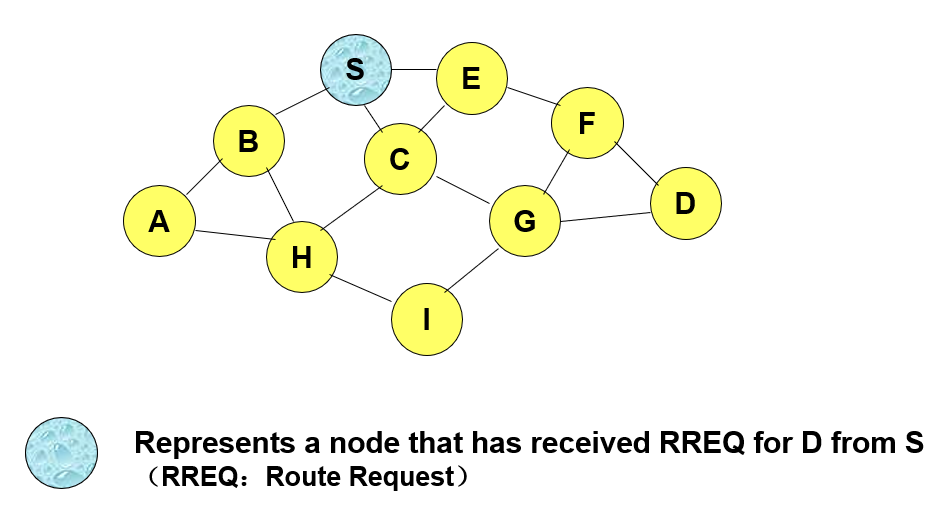 S
E
F
B
C
D
A
G
H
I
Represents a node that has received RREQ for D from S
（RREQ：Route Request）